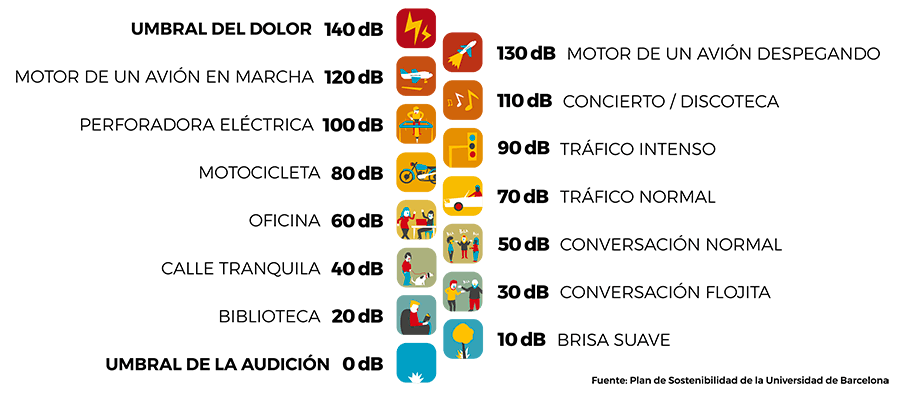 UMBRAL DEL DOLOR 140 dB
130 dB MOTOR DE UN AVIÓN DESPEGANDO
MOTOR DE UN AVIÓN EN MARCHA 120 dB
110 dB CONCIERTO / DISCOTECA
PERFORADORA ELÉCTRICA 100 dB
90 dB TRÁFICO INTENSO
MOTOCICLETA 80 dB
70 dB TRÁFICO NORMAL
OFICINA 60 dB
50 dB CONVERSACIÓN NORMAL
CALLE TRANQUILA 40 dB
30 dB CONVERSACIÓN FLOJITA
BIBLIOTECA 20 dB
10 dB BRISA SUAVE
UMBRAL DE LA AUDICIÓN 0 dB
Fuente: Plan de Sostenibilidad de la Universidad de Barcelona